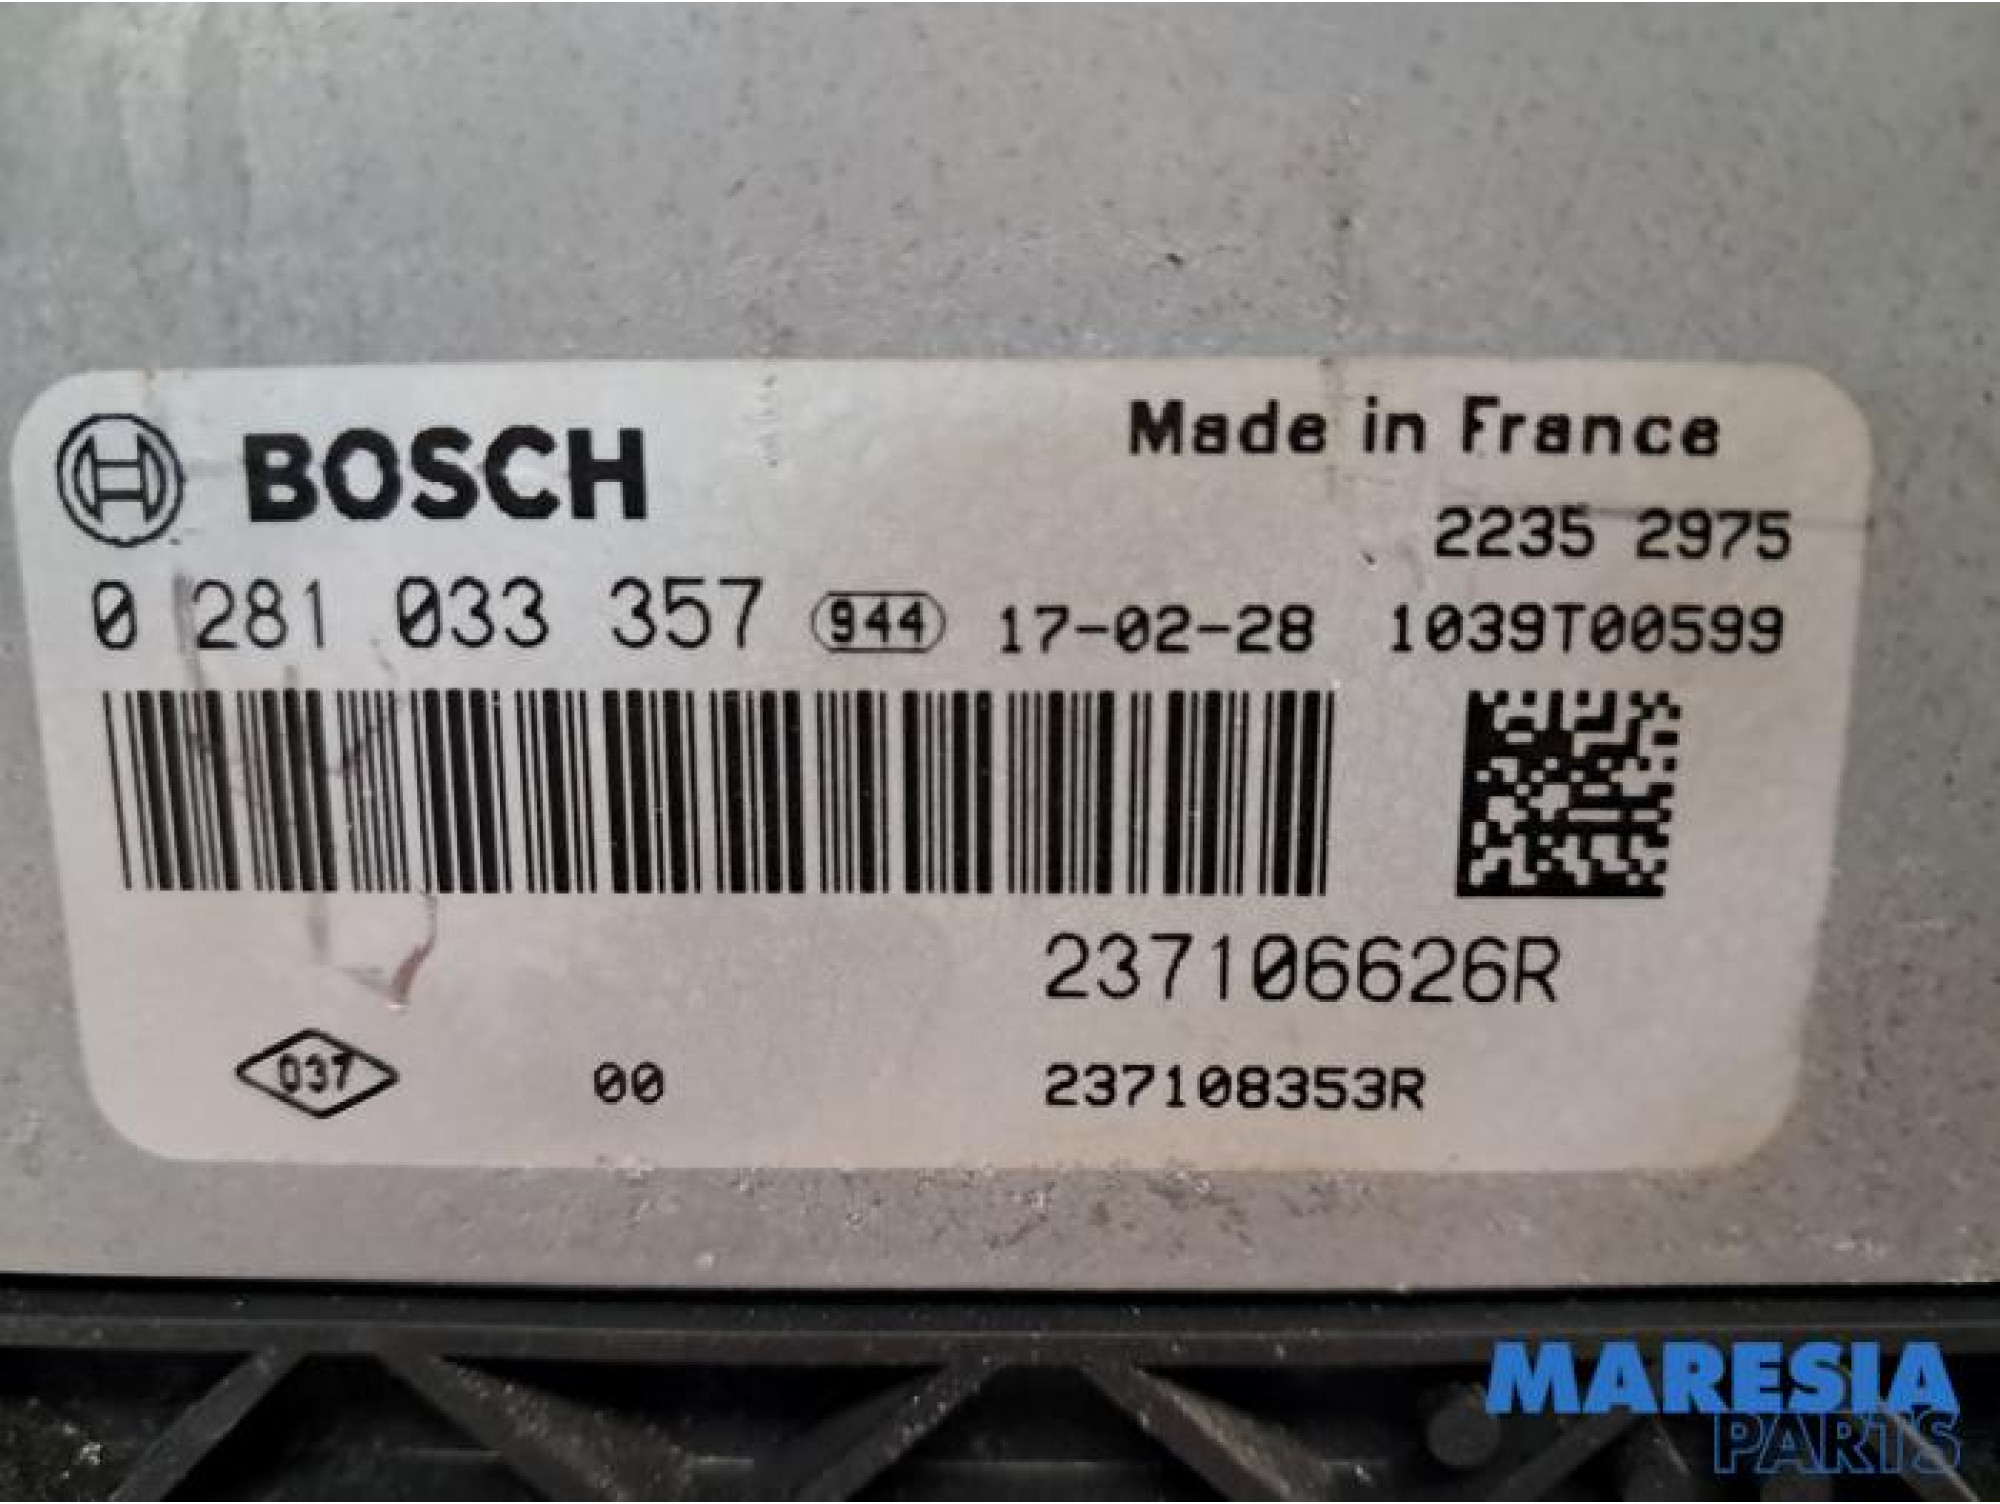 BOSCH
Made in France
2235 2975
0 281 033 357 944 17-02-28 1039T00599
237106626R
037 00 237108353R
MARESIA
PARTS